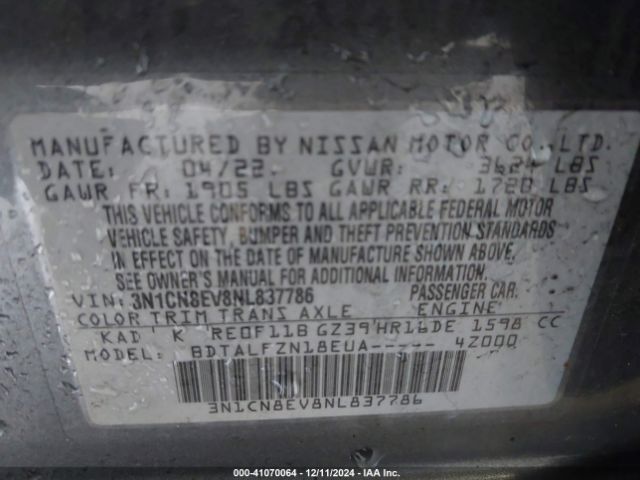 MANUFACTURED BY NISSAN MOTOR CO., LTD.
DATE: 04/22 GVWR: 3624 LBS
GAWR FR: 1905 LBS GAWR RR: 1720 LBS
THIS VEHICLE CONFORMS TO ALL APPLICABLE FEDERAL MOTOR
VEHICLE SAFETY, BUMPER AND THEFT PREVENTION STANDARDS
IN EFFECT ON THE DATE OF MANUFACTURE SHOWN ABOVE.
SEE OWNER'S MANUAL FOR ADDITIONAL INFORMATION.
VIN: 3N1CN8EV8NL837786 PASSENGER CAR.
COLOR TRIM TRANS AXLE ENGINE
KAD K RE0F11B GZ39 HR16DE 1598 CC
MODEL: BDTALFZN18EUA----- 4Z000
3N1CN8EV8NL837786
000-41070064 | 12/11/2024 - IAA, Inc.